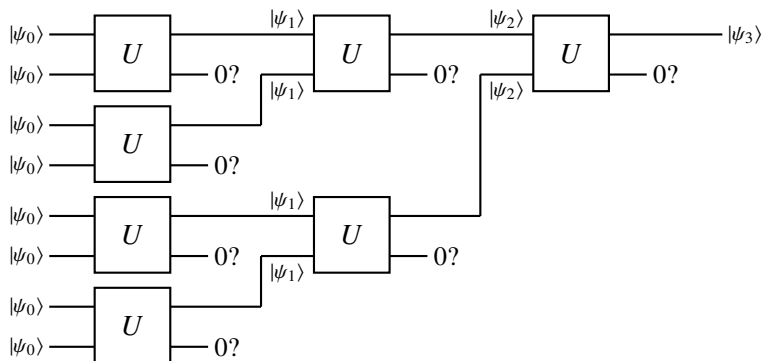 |ψ₀⟩ U |ψ₁⟩ U |ψ₂⟩ U |ψ₃⟩
|ψ₀⟩ 0? 0? 0?
|ψ₀⟩ U |ψ₁⟩ |ψ₂⟩
|ψ₀⟩ 0?
|ψ₀⟩ U |ψ₁⟩ U
|ψ₀⟩ 0? 0?
|ψ₀⟩ U |ψ₁⟩
|ψ₀⟩ 0?